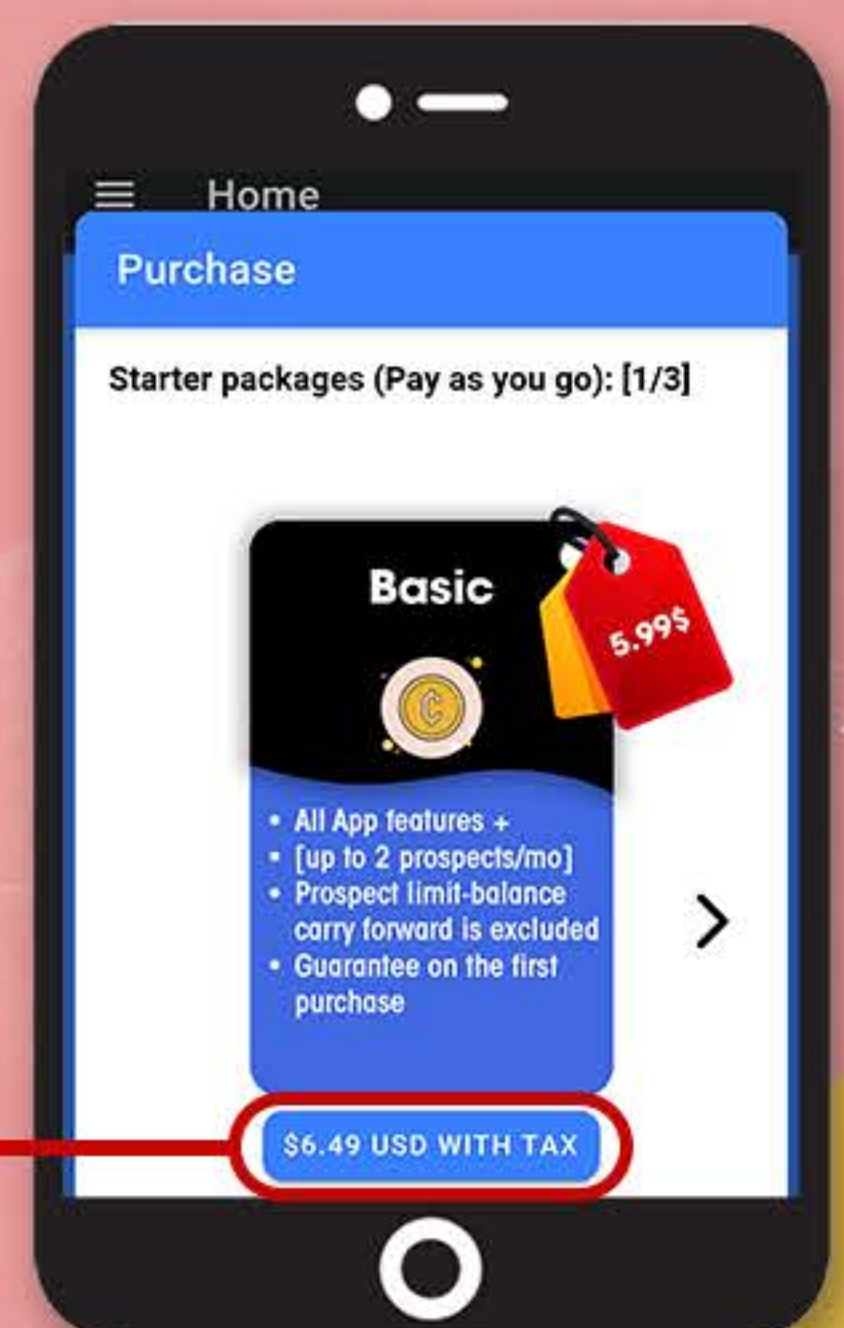 Home
Purchase
Starter packages (Pay as you go): [1/3]
Basic
5.99$
• All App features +
• [up to 2 prospects/mo]
• Prospect limit-balance
carry forward is excluded
• Guarantee on the first
purchase
$6.49 USD WITH TAX